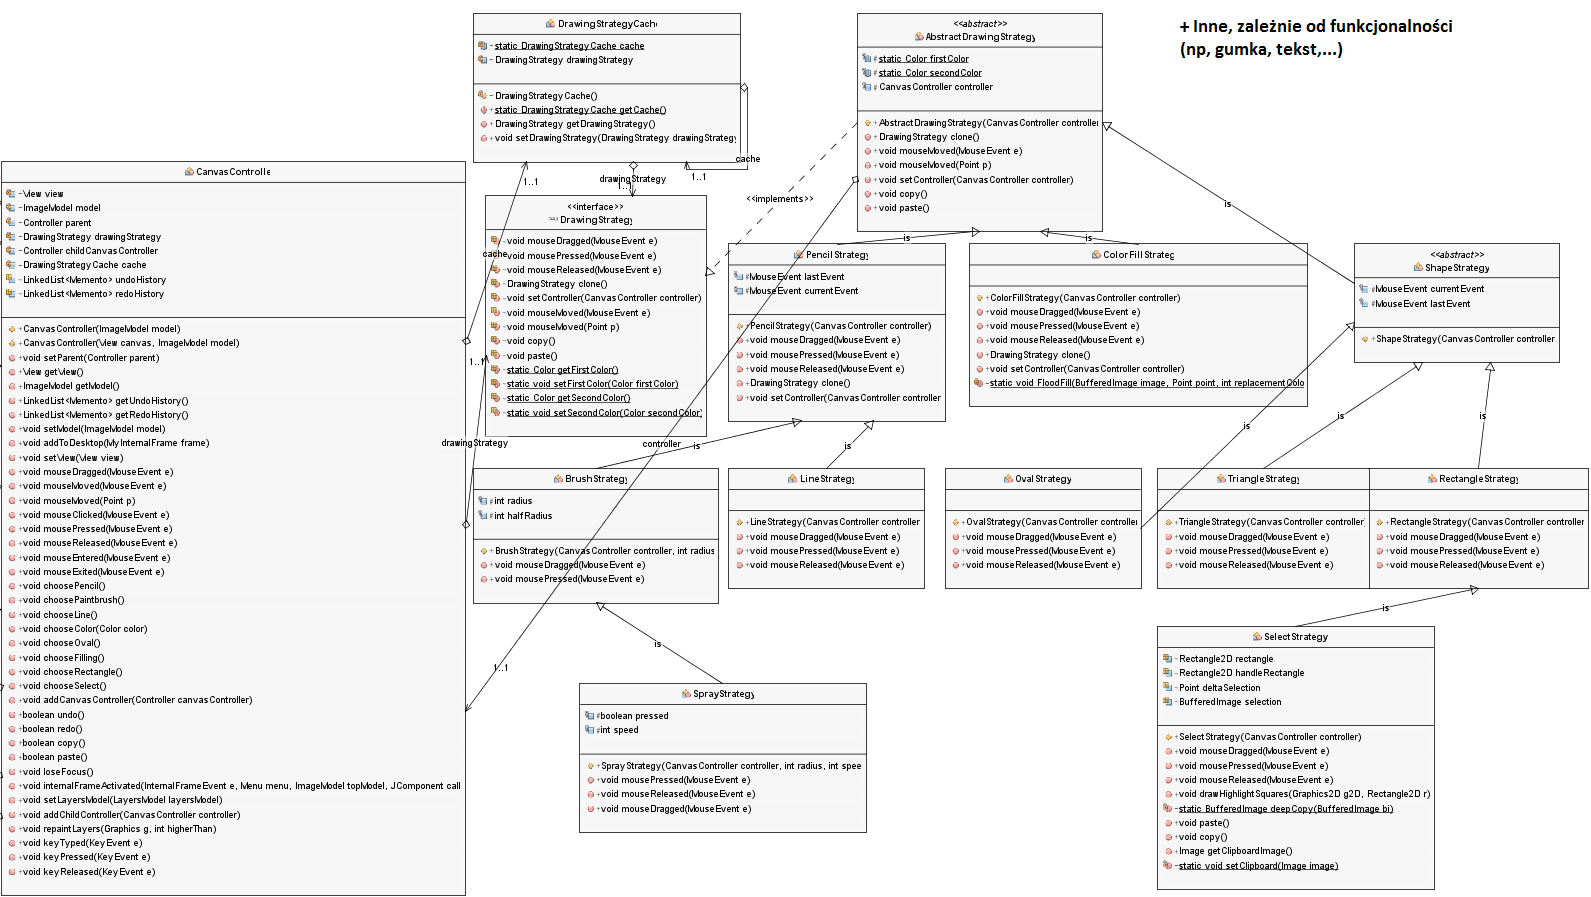 + Inne, zależnie od funkcjonalności
(np, gumka, tekst,...)
CanvasControlle
-View view
-ImageModel model
-Controller parent
-DrawingStrategy drawingStrategy
-Controller childCanvasController
-DrawingStrategyCache cache
-LinkedList<Memento> undoHistory
-LinkedList<Memento> redoHistory
+CanvasController(ImageModel model)
+CanvasController(View canvas, ImageModel model)
+void setParent(Controller parent)
+View getView()
+ImageModel getModel()
+LinkedList<Memento> getUndoHistory()
+LinkedList<Memento> getRedoHistory()
+void setModel(ImageModel model)
+void addToDesktop(MyInternalFrame frame)
+void setView(View view)
+void mouseDragged(MouseEvent e)
+void mouseMoved(MouseEvent e)
+void mouseMoved(Point p)
+void mouseClicked(MouseEvent e)
+void mousePressed(MouseEvent e)
+void mouseReleased(MouseEvent e)
+void mouseEntered(MouseEvent e)
+void mouseExited(MouseEvent e)
+void choosePencil()
+void choosePaintbrush()
+void chooseLine()
+void chooseColor(Color color)
+void chooseOval()
+void chooseFilling()
+void chooseRectangle()
+void chooseSelect()
+void addCanvasController(Controller canvasController)
+boolean undo()
+boolean redo()
+boolean copy()
+boolean paste()
+void loseFocus()
+void internalFrameActivated(InternalFrameEvent e, Menu menu, ImageModel topModel, JComponent call
+void setLayersModel(LayersModel layersModel)
+void addChildController(CanvasController controller)
+void repaintLayers(Graphics g, int higherThan)
+void keyTyped(KeyEvent e)
+void keyPressed(KeyEvent e)
+void keyReleased(KeyEvent e)
DrawingStrategyCache
-static DrawingStrategyCache cache
-DrawingStrategy drawingStrategy
-DrawingStrategyCache()
+static DrawingStrategyCache getCache()
+DrawingStrategy getDrawingStrategy()
+void setDrawingStrategy(DrawingStrategy drawingStrateg
cache
1..1
1..1
drawingStrategy
1..1
<<interface>>
DrawingStrategy
~void mouseDragged(MouseEvent e)
~void mousePressed(MouseEvent e)
~void mouseReleased(MouseEvent e)
~DrawingStrategy clone()
~void setController(CanvasController controller)
~void mouseMoved(MouseEvent e)
~void mouseMoved(Point p)
~void copy()
~void paste()
~static Color getFirstColor()
~static void setFirstColor(Color firstColor)
~static Color getSecondColor()
~static void setSecondColor(Color secondColor)
cache
1..1
drawingStrategy
<<implements>>
controller
1..1
<<abstract>>
AbstractDrawingStrategy
#static Color firstColor
#static Color secondColor
#CanvasController controller
+AbstractDrawingStrategy(CanvasController controller
+DrawingStrategy clone()
+void mouseMoved(MouseEvent e)
+void mouseMoved(Point p)
+void setController(CanvasController controller)
+void copy()
+void paste()
is
is
is
PencilStrategy
#MouseEvent lastEvent
#MouseEvent currentEvent
+PencilStrategy(CanvasController controller)
+void mouseDragged(MouseEvent e)
+void mousePressed(MouseEvent e)
+void mouseReleased(MouseEvent e)
+DrawingStrategy clone()
+void setController(CanvasController controller
ColorFillStrateg
+ColorFillStrategy(CanvasController controller)
+void mouseDragged(MouseEvent e)
+void mousePressed(MouseEvent e)
+void mouseReleased(MouseEvent e)
+DrawingStrategy clone()
+void setController(CanvasController controller)
-static void FloodFill(BufferedImage image, Point point, int replacementColo
<<abstract>>
ShapeStrategy
#MouseEvent currentEvent
#MouseEvent lastEvent
+ShapeStrategy(CanvasController controller
is
is
is
is
is
BrushStrategy
#int radius
#int halfRadius
+BrushStrategy(CanvasController controller, int radius
+void mouseDragged(MouseEvent e)
+void mousePressed(MouseEvent e)
LineStrategy
+LineStrategy(CanvasController controller
+void mouseDragged(MouseEvent e)
+void mousePressed(MouseEvent e)
+void mouseReleased(MouseEvent e)
OvalStrategy
+OvalStrategy(CanvasController controller
+void mouseDragged(MouseEvent e)
+void mousePressed(MouseEvent e)
+void mouseReleased(MouseEvent e)
TriangleStrategy
+TriangleStrategy(CanvasController controller
+void mouseDragged(MouseEvent e)
+void mousePressed(MouseEvent e)
+void mouseReleased(MouseEvent e)
RectangleStrategy
+RectangleStrategy(CanvasController controller
+void mouseDragged(MouseEvent e)
+void mousePressed(MouseEvent e)
+void mouseReleased(MouseEvent e)
is
is
SprayStrategy
#boolean pressed
#int speed
+SprayStrategy(CanvasController controller, int radius, int spee
+void mousePressed(MouseEvent e)
+void mouseReleased(MouseEvent e)
+void mouseDragged(MouseEvent e)
SelectStrategy
~Rectangle2D rectangle
~Rectangle2D handleRectangle
~Point deltaSelection
~BufferedImage selection
+SelectStrategy(CanvasController controller)
+void mouseDragged(MouseEvent e)
+void mousePressed(MouseEvent e)
+void mouseReleased(MouseEvent e)
+void drawHighlightSquares(Graphics2D g2D, Rectangle2D r)
~static BufferedImage deepCopy(BufferedImage bi)
+void paste()
+void copy()
+Image getClipboardImage()
~static void setClipboard(Image image)